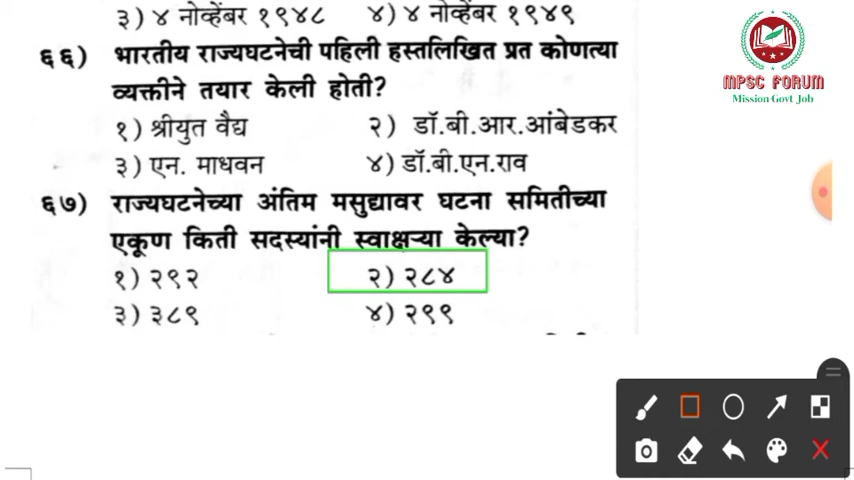 ३) ४ नोव्हेंबर १९४८ ४) ४ नोव्हेंबर १९४९
६६) भारतीय राज्यघटनेची पहिली हस्तलिखित प्रत कोणत्या
व्यक्तीने तयार केली होती?
१) श्रीयुत वैद्य २) डॉ.बी.आर.आंबेडकर
३) एन. माधवन ४) डॉ.बी.एन.राव
६७) राज्यघटनेच्या अंतिम मसुद्यावर घटना समितीच्या
एकूण किती सदस्यांनी स्वाक्षऱ्या केल्या?
१) २९२ २) २८४
३) ३८९ ४) २९९
MPSC FORUM
Mission Govt Job